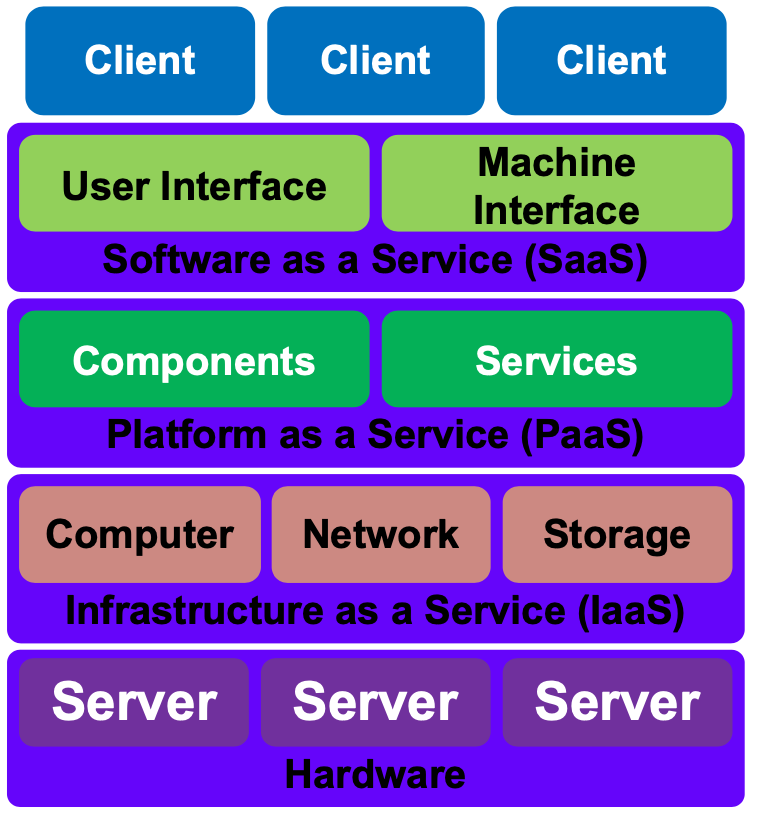 Client Client Client
User Interface
Machine
Interface
Software as a Service (SaaS)
Components Services
Platform as a Service (PaaS)
Computer Network Storage
Infrastructure as a Service (IaaS)
Server Server Server
Hardware